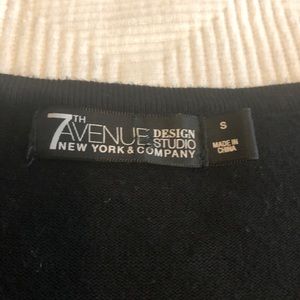 7TH AVENUE DESIGN STUDIO
NEW YORK & COMPANY
S
MADE IN
CHINA